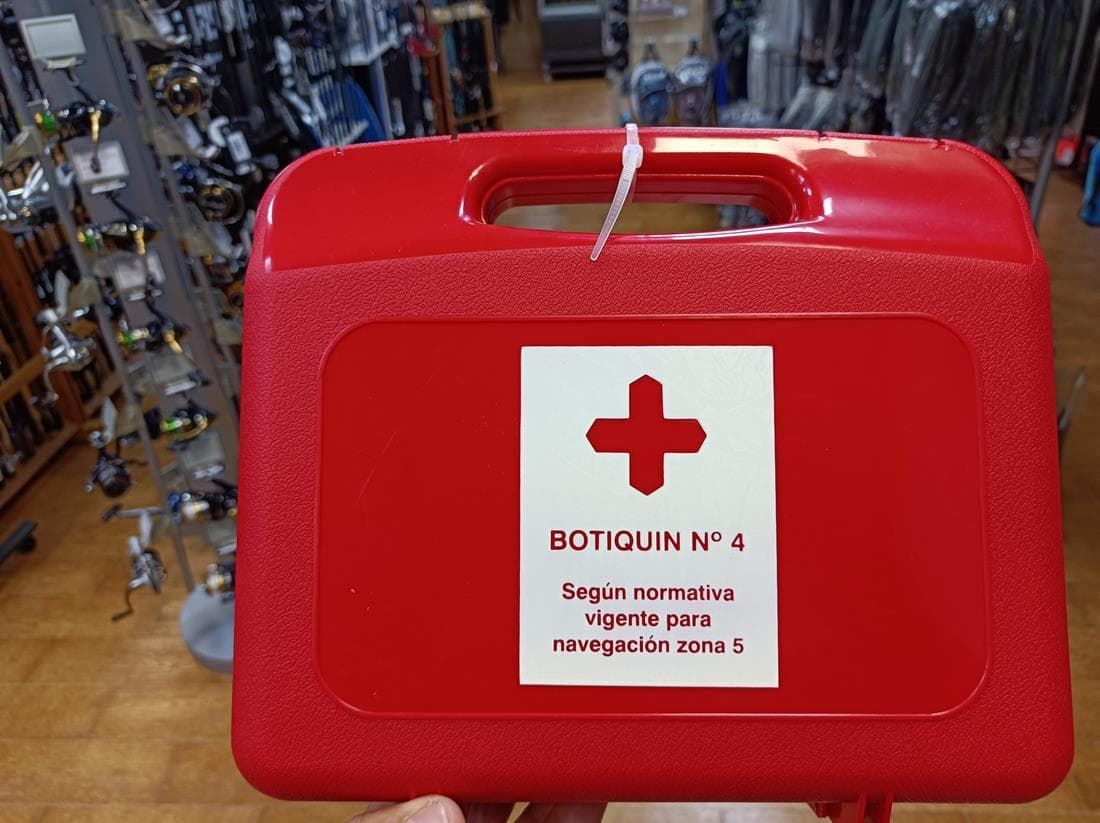 BOTIQUIN Nº 4
Según normativa
vigente para
navegación zona 5